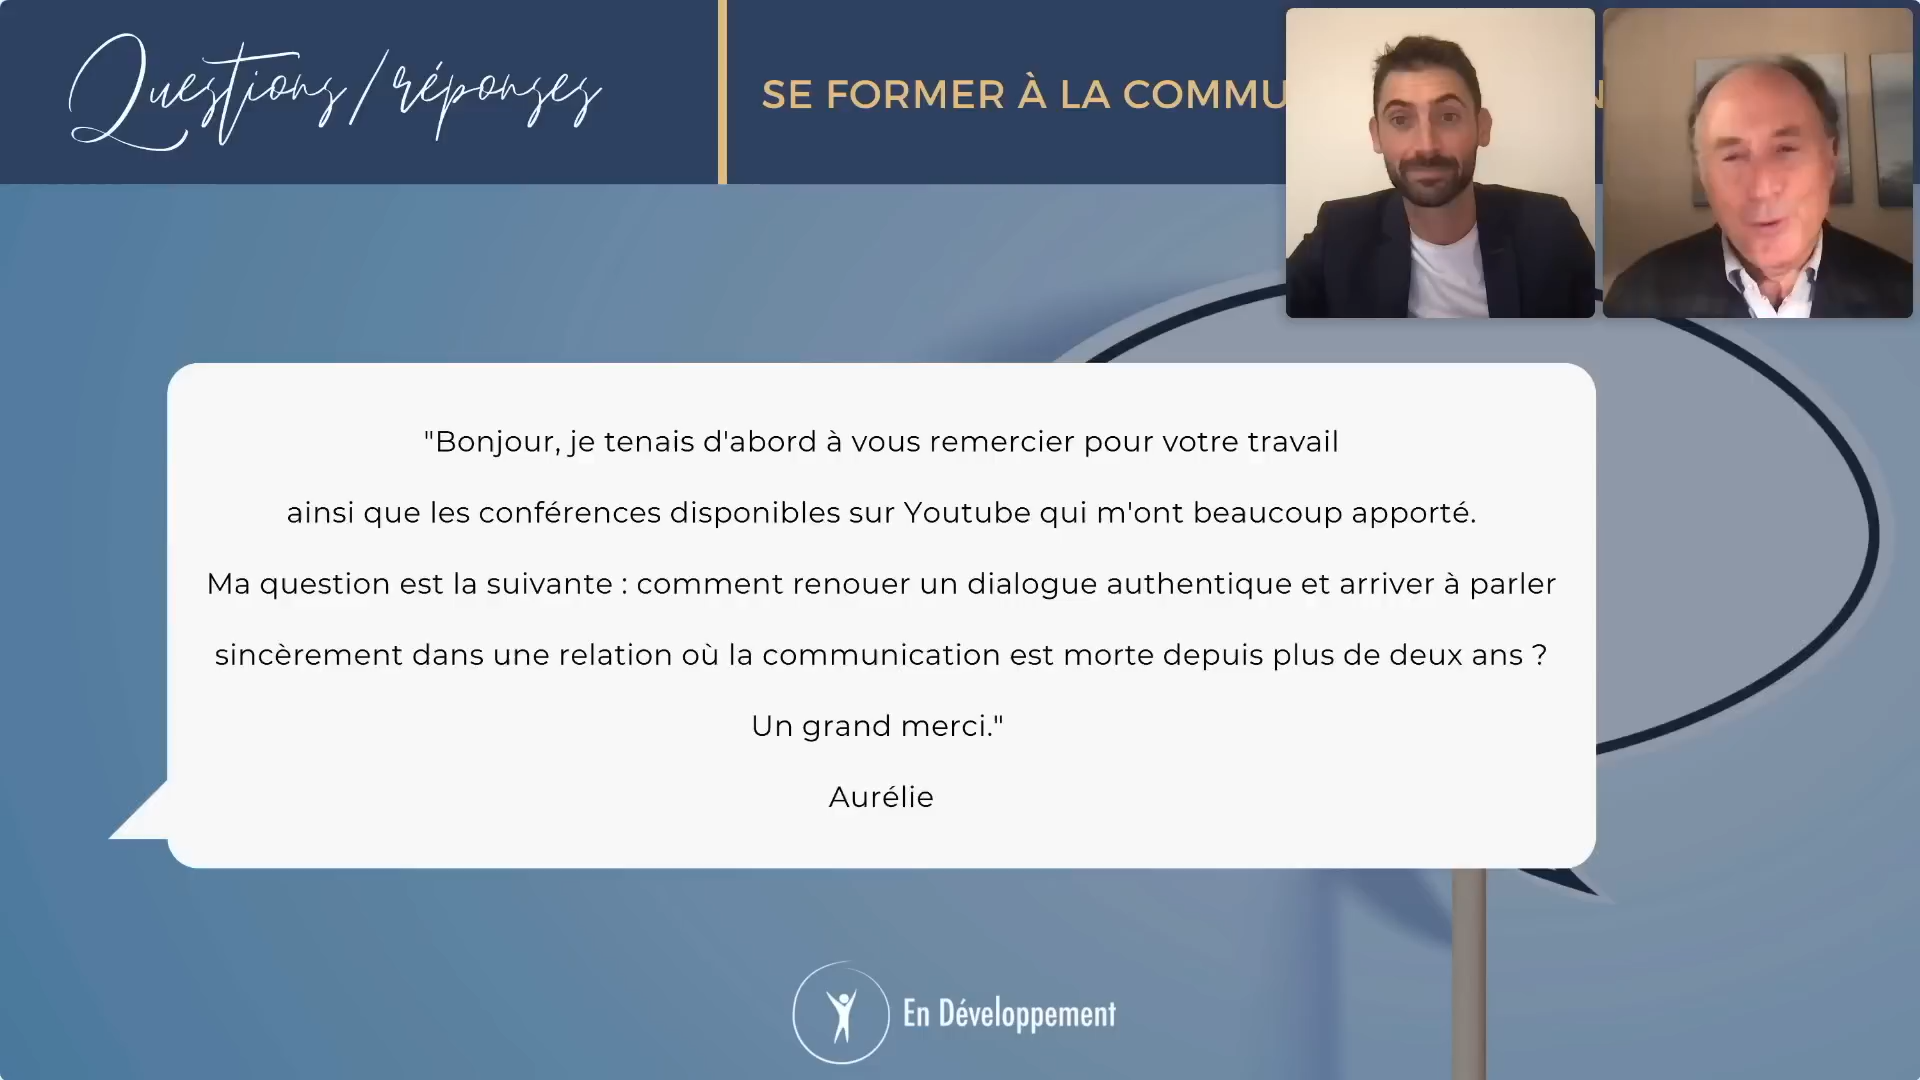 Questions/réponses
SE FORMER À LA COMMU
"Bonjour, je tenais d'abord à vous remercier pour votre travail
ainsi que les conférences disponibles sur Youtube qui m'ont beaucoup apporté.
Ma question est la suivante : comment renouer un dialogue authentique et arriver à parler
sincèrement dans une relation où la communication est morte depuis plus de deux ans ?
Un grand merci."
Aurélie
En Développement